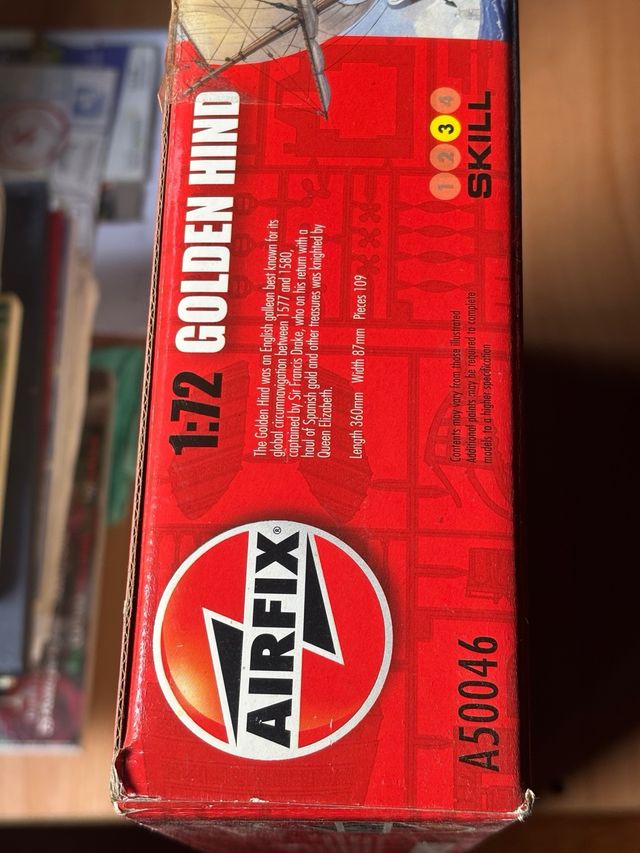 1:72 GOLDEN HIND
The Golden Hind was an English galleon best known for its
global circumnavigation between 1577 and 1580,
captained by Sir Francis Drake, who on his return with a
haul of Spanish gold and other treasures was knighted by
Queen Elizabeth.
Length 360mm Width 87mm Pieces 109
1 2 3 4
SKILL
Contents may vary from those illustrated
Additional paints may be required to complete
models to a higher specification
AIRFIX®
A50046